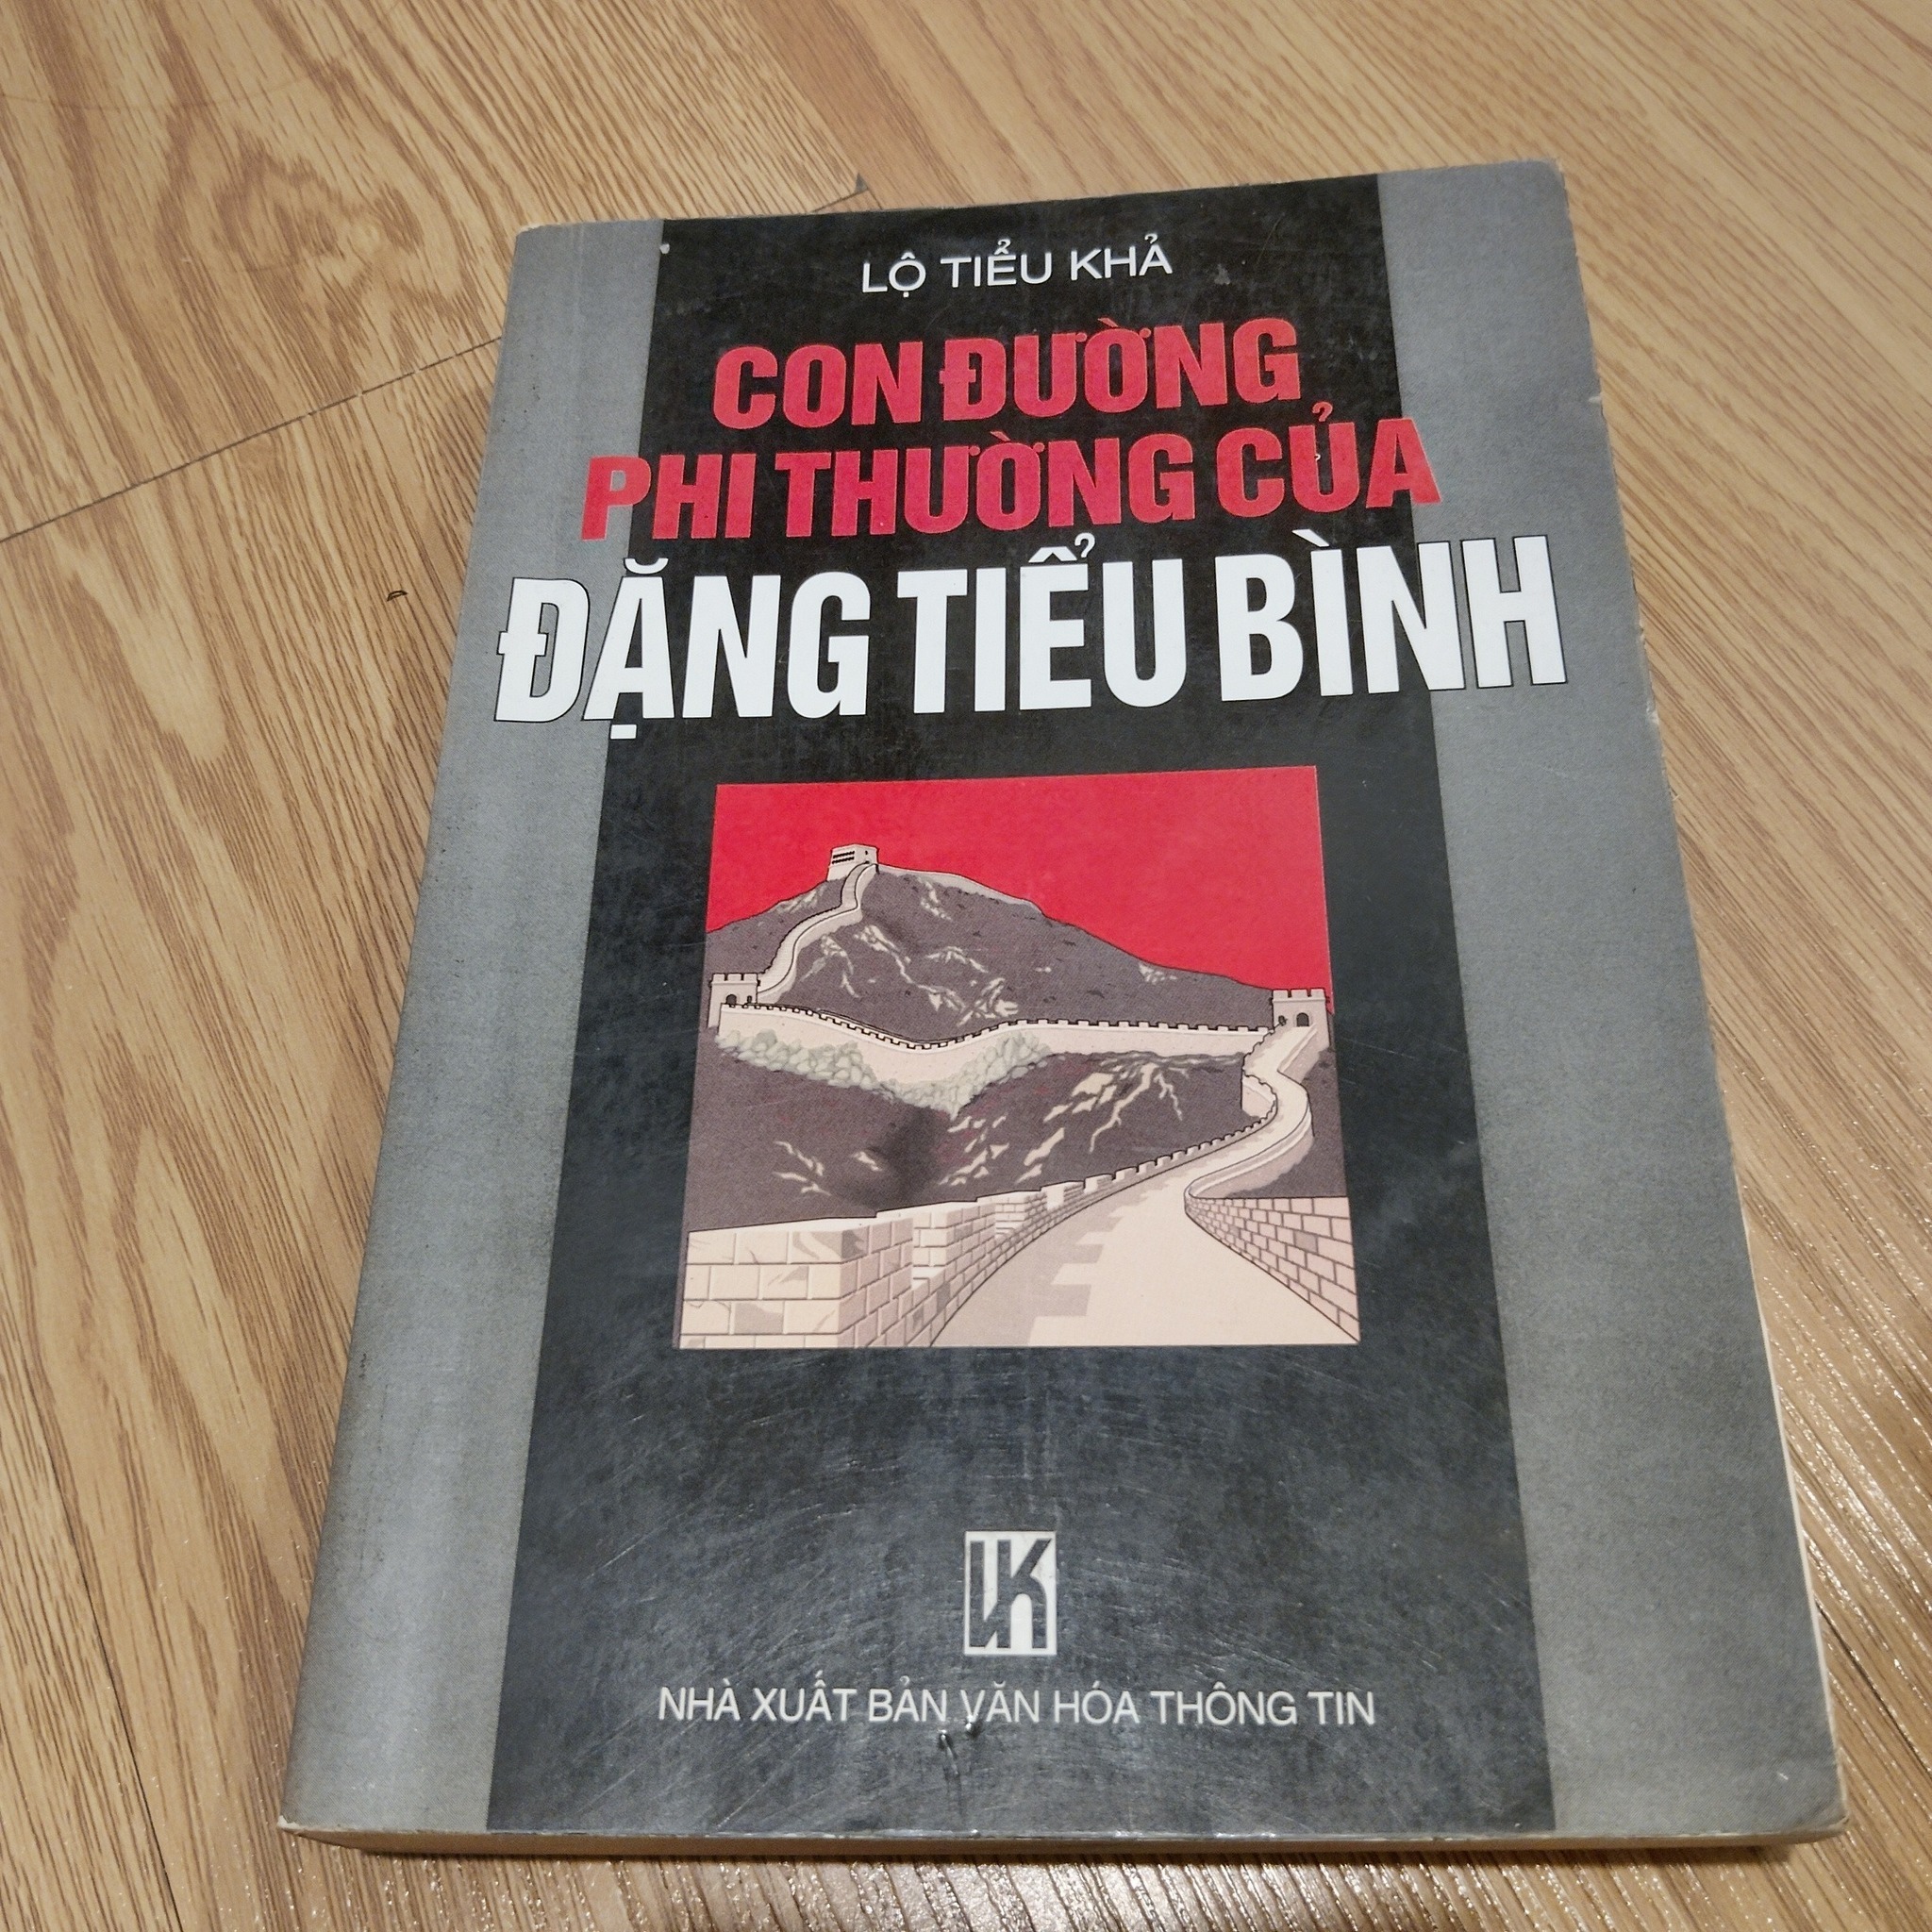 LỘ TIỂU KHẢ
CON ĐƯỜNG
PHI THƯỜNG CỦA
ĐẶNG TIỂU BÌNH
NHÀ XUẤT BẢN VĂN HÓA THÔNG TIN